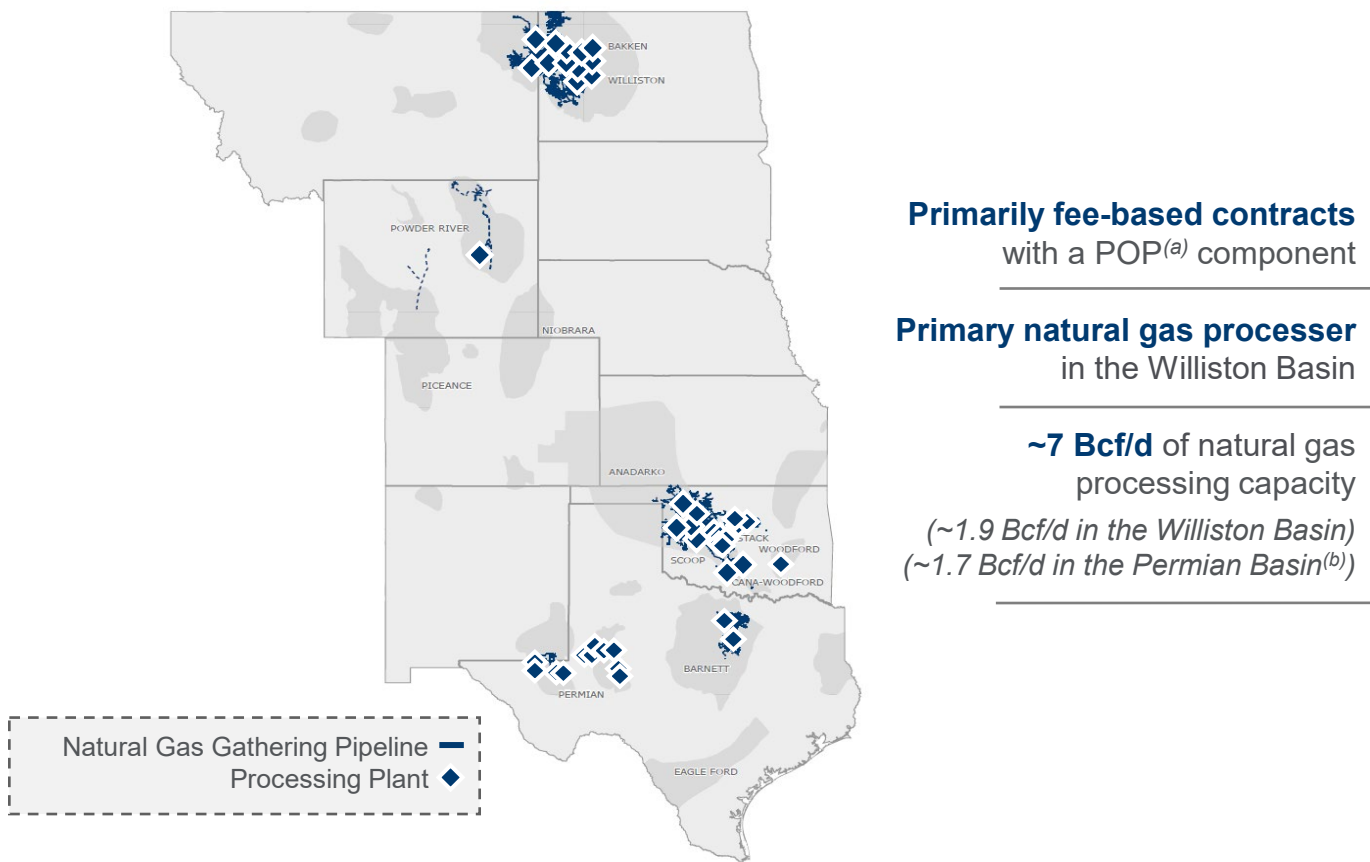 BAKKEN
WILLISTON
POWDER RIVER
NIOBRARA
PICEANCE
ANADARKO
STACK
WOODFORD
SCOOP
CANA-WOODFORD
BARNETT
PERMIAN
EAGLE FORD
Natural Gas Gathering Pipeline
Processing Plant
Primarily fee-based contracts
with a POP(a) component
Primary natural gas processer
in the Williston Basin
~7 Bcf/d of natural gas
processing capacity
(~1.9 Bcf/d in the Williston Basin)
(~1.7 Bcf/d in the Permian Basin(b))